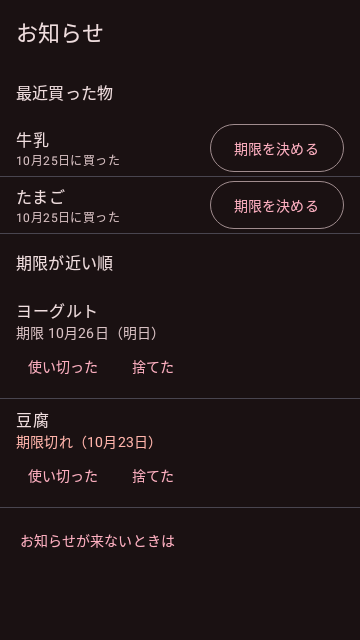 お知らせ
最近買った物
牛乳
10月25日に買った
期限を決める
たまご
10月25日に買った
期限を決める
期限が近い順
ヨーグルト
期限 10月26日（明日）
使い切った 捨てた
豆腐
期限切れ（10月23日）
使い切った 捨てた
お知らせが来ないときは